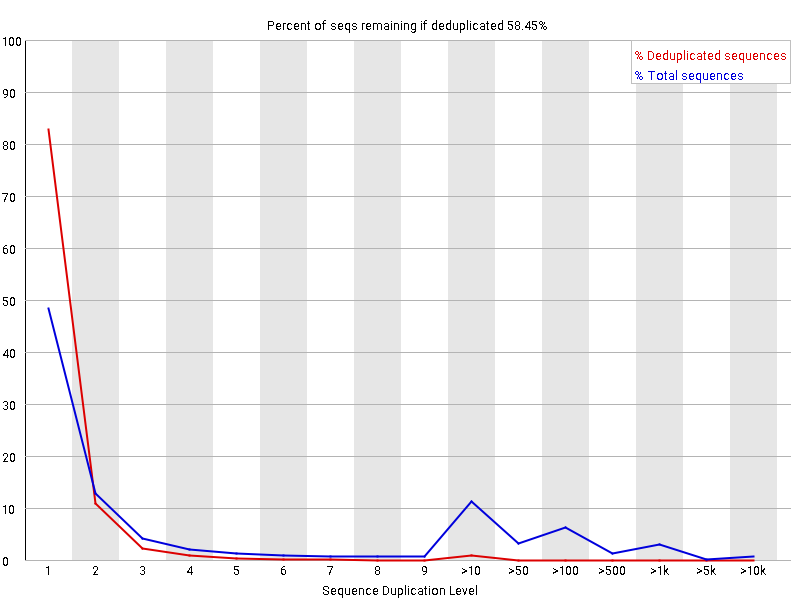 Percent of seqs remaining if deduplicated 58.45%
% Deduplicated sequences
% Total sequences
100
90
80
70
60
50
40
30
20
10
0
1 2 3 4 5 6 7 8 9 >10 >50 >100 >500 >1k >5k >10k
Sequence Duplication Level